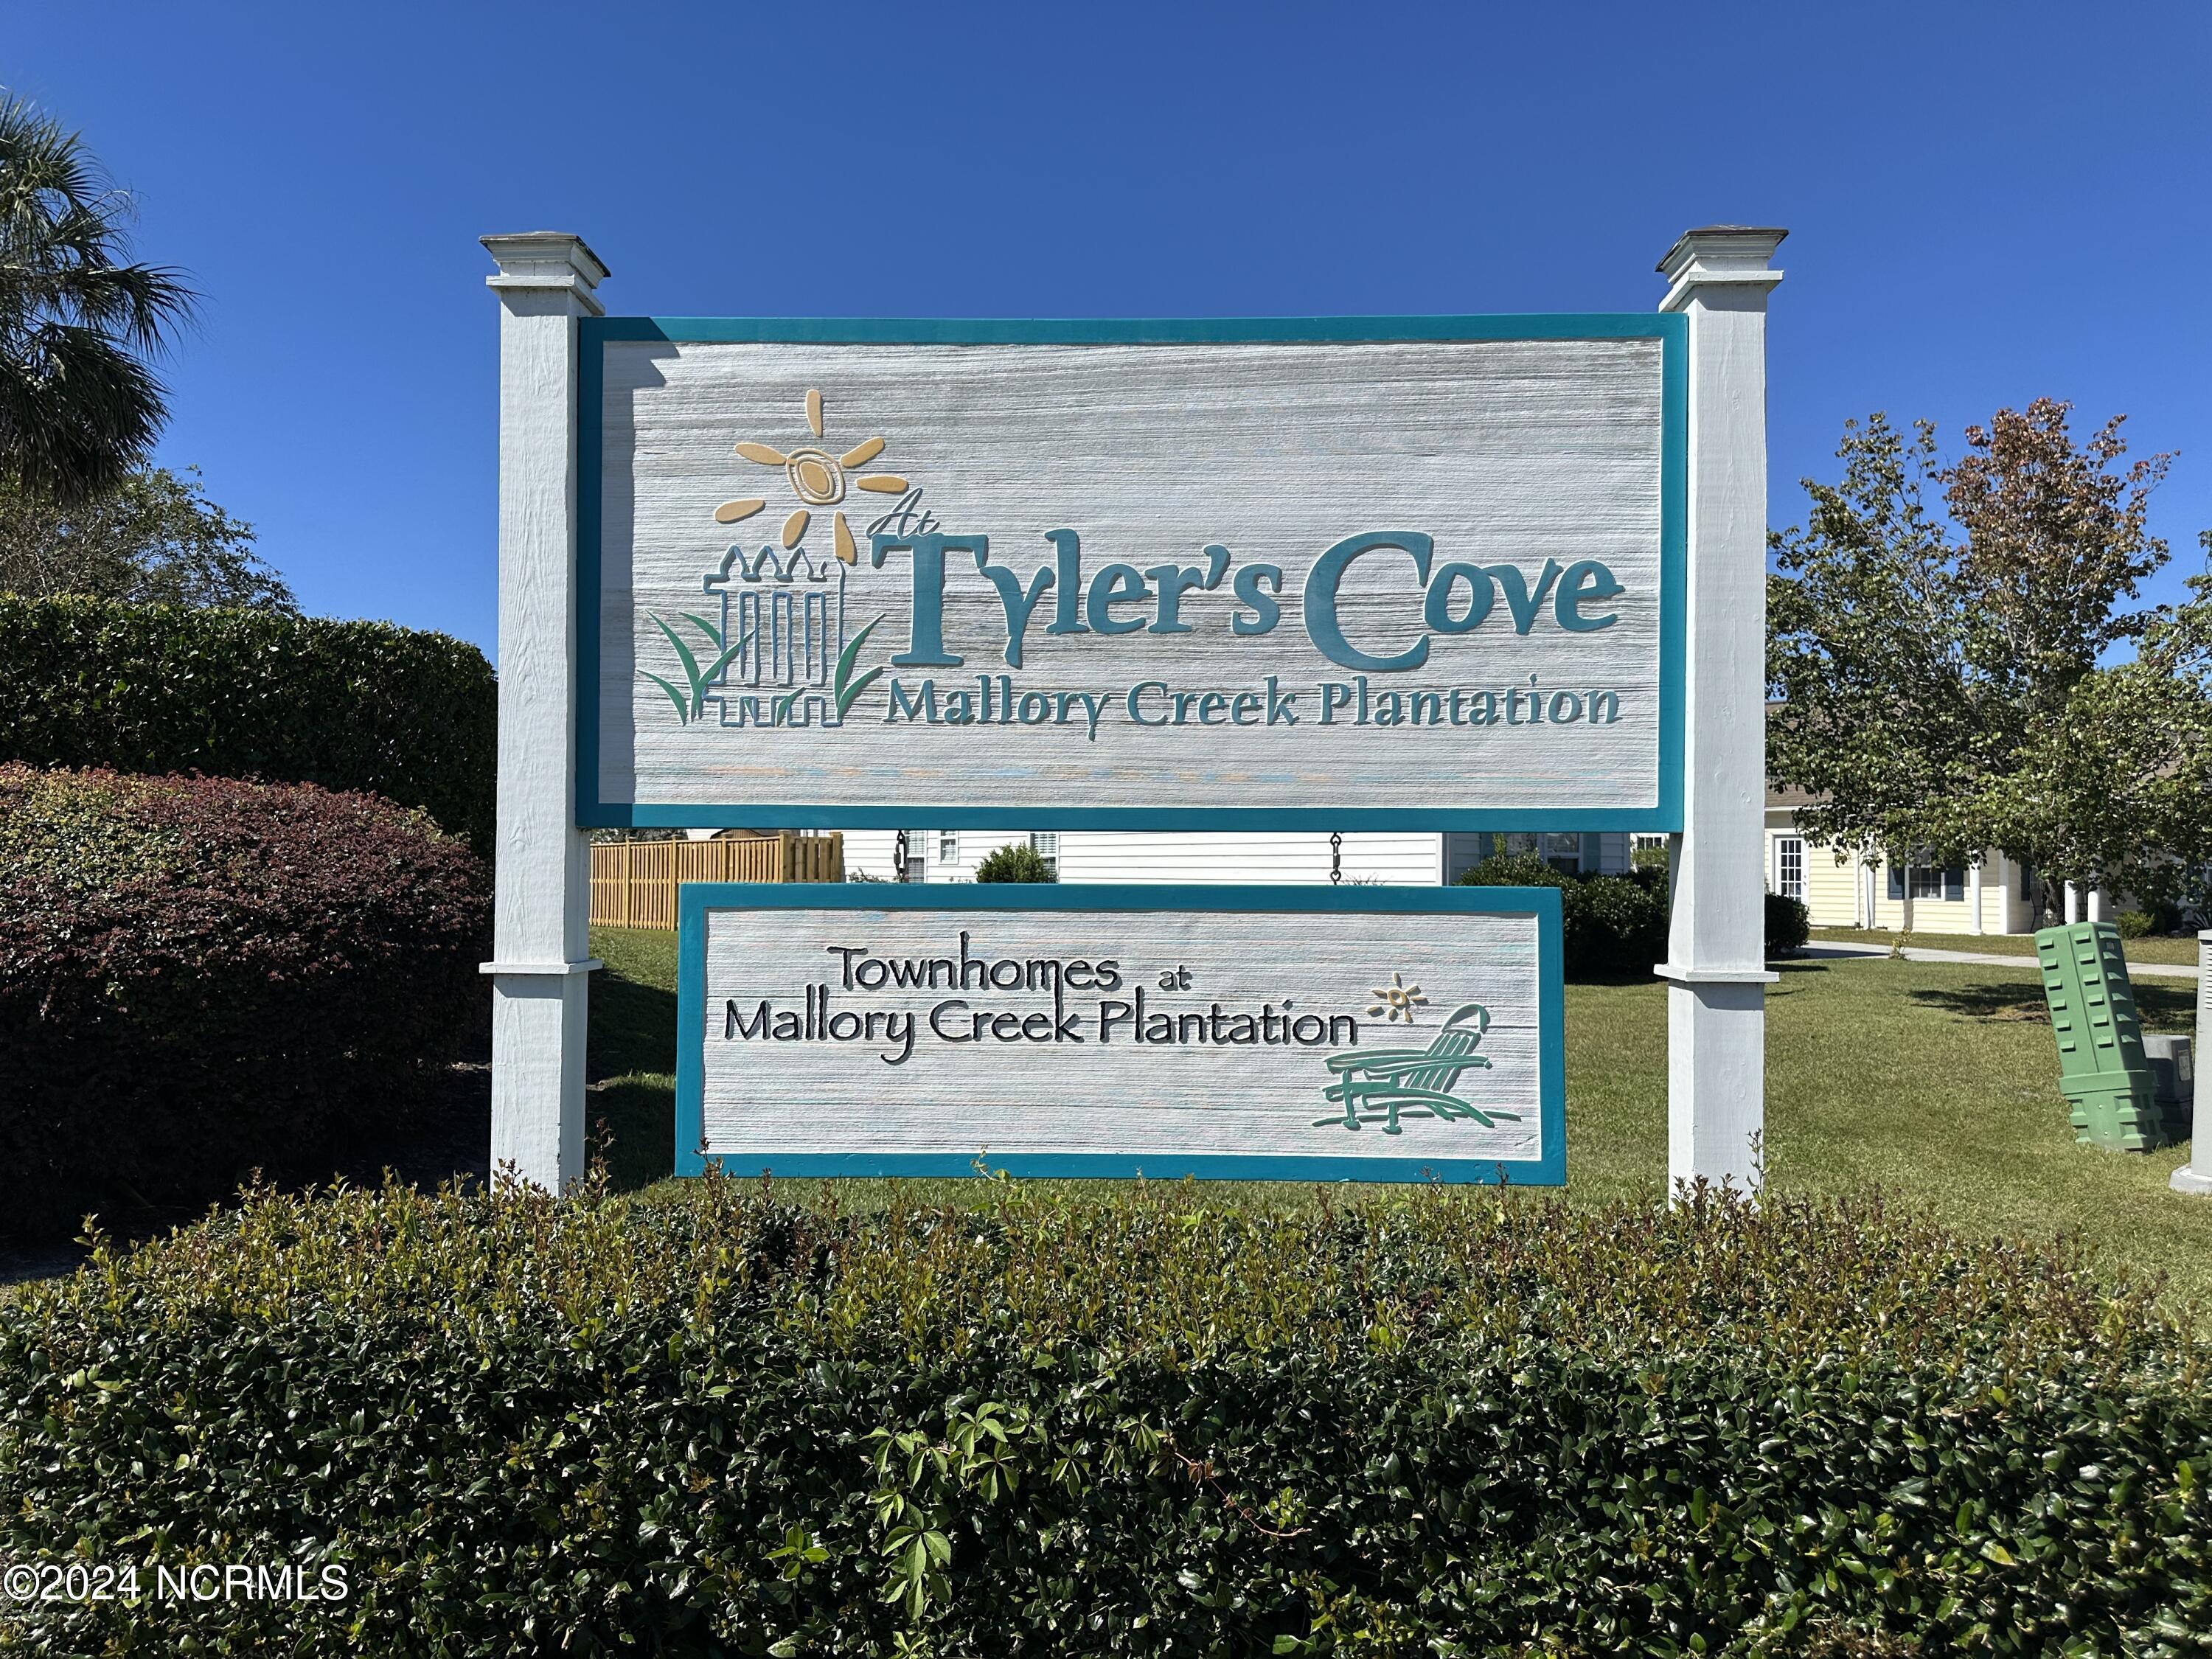 At
Tyler's Cove
Mallory Creek Plantation
Townhomes at
Mallory Creek Plantation
©2024 NCRMLS